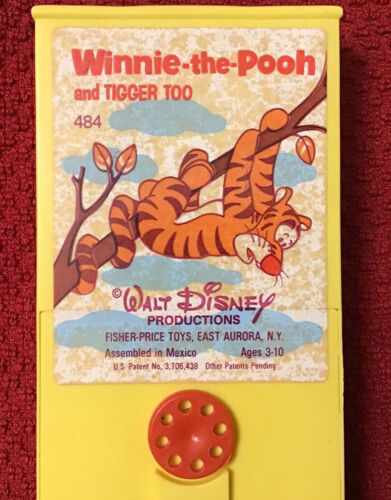 Winnie-the-Pooh
and TIGGER TOO
484
© WALT DISNEY
PRODUCTIONS
FISHER-PRICE TOYS, EAST AURORA, N.Y.
Assembled in Mexico Ages 3-10
U.S. Patent No. 3,706,439 Other Patents Pending